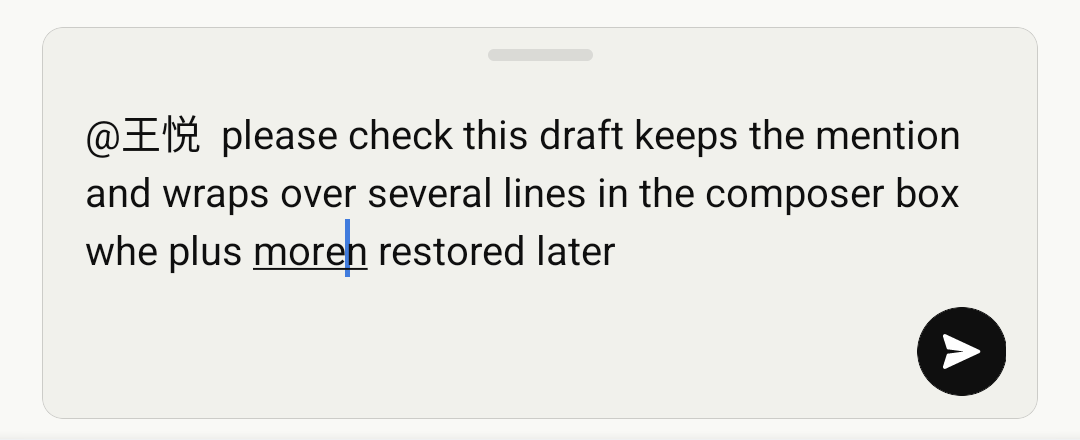 @王悦  please check this draft keeps the mention
and wraps over several lines in the composer box
whe plus moren restored later